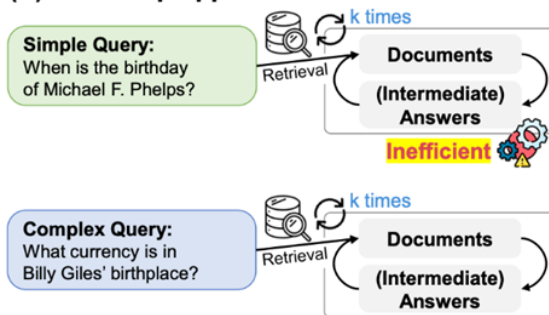 k times
Simple Query:
When is the birthday
of Michael F. Phelps?
Retrieval
Documents
(Intermediate)
Answers
Inefficient
k times
Complex Query:
What currency is in
Billy Giles' birthplace?
Retrieval
Documents
(Intermediate)
Answers